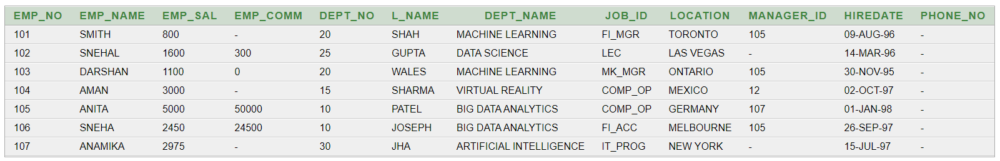 EMP_NO EMP_NAME EMP_SAL EMP_COMM DEPT_NO L_NAME DEPT_NAME JOB_ID LOCATION MANAGER_ID HIREDATE PHONE_NO
101 SMITH 800 - 20 SHAH MACHINE LEARNING FI_MGR TORONTO 105 09-AUG-96 -
102 SNEHAL 1600 300 25 GUPTA DATA SCIENCE LEC LAS VEGAS - 14-MAR-96 -
103 DARSHAN 1100 0 20 WALES MACHINE LEARNING MK_MGR ONTARIO 105 30-NOV-95 -
104 AMAN 3000 - 15 SHARMA VIRTUAL REALITY COMP_OP MEXICO 12 02-OCT-97 -
105 ANITA 5000 50000 10 PATEL BIG DATA ANALYTICS COMP_OP GERMANY 107 01-JAN-98 -
106 SNEHA 2450 24500 10 JOSEPH BIG DATA ANALYTICS FI_ACC MELBOURNE 105 26-SEP-97 -
107 ANAMIKA 2975 - 30 JHA ARTIFICIAL INTELLIGENCE IT_PROG NEW YORK - 15-JUL-97 -